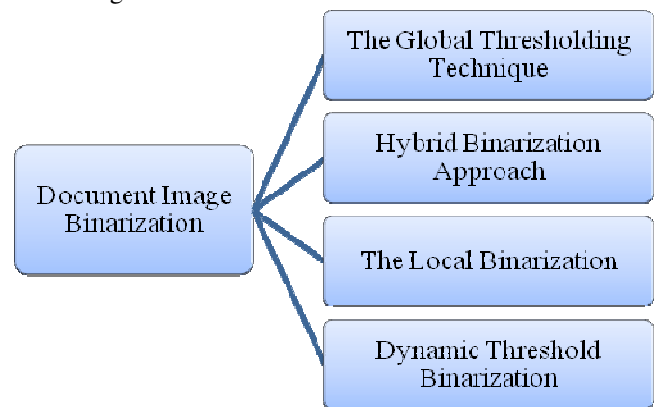 The Global Thresholding
Technique
Hybrid Binarization
Approach
Document Image
Binarization
The Local Binarization
Dynamic Threshold
Binarization